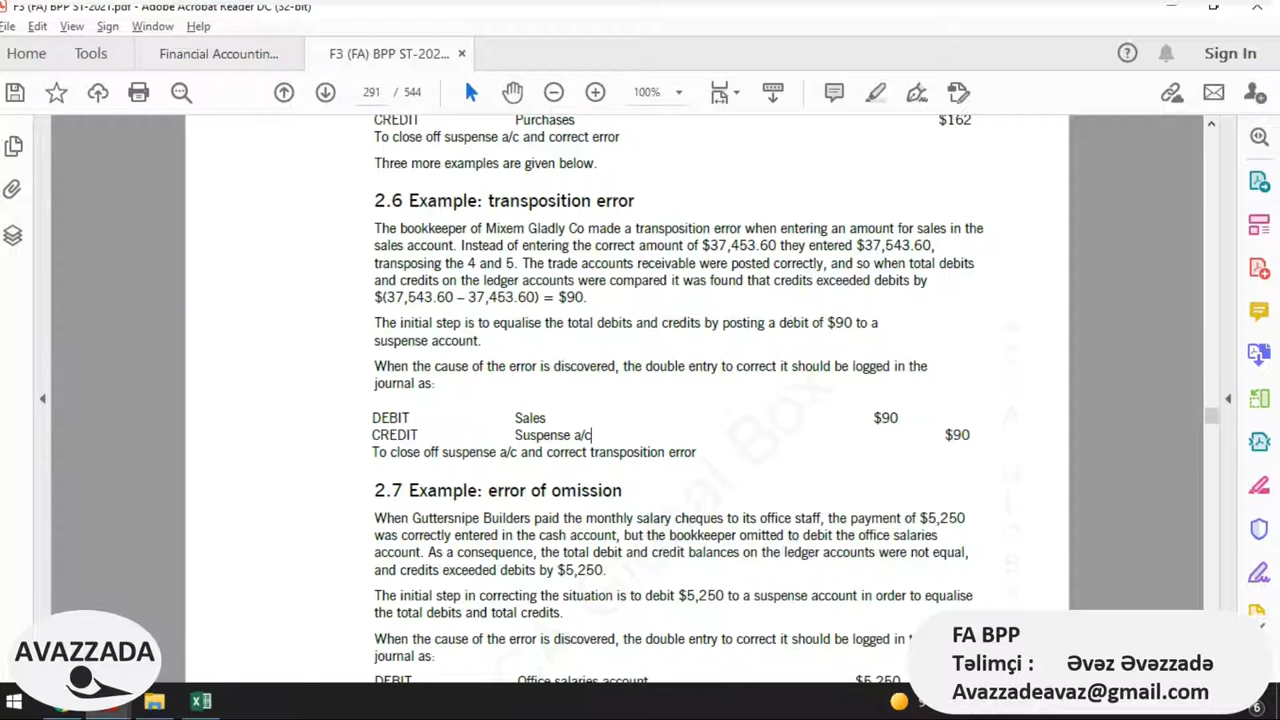 F3 (FA) BPP ST-2021.pdf - Adobe Acrobat Reader DC (32-bit)
File Edit View Sign Window Help
Home Tools Financial Accountin... F3 (FA) BPP ST-202... × Sign In
291 / 544 100%
CREDIT Purchases $162
To close off suspense a/c and correct error
Three more examples are given below.
2.6 Example: transposition error
The bookkeeper of Mixem Gladly Co made a transposition error when entering an amount for sales in the
sales account. Instead of entering the correct amount of $37,453.60 they entered $37,543.60,
transposing the 4 and 5. The trade accounts receivable were posted correctly, and so when total debits
and credits on the ledger accounts were compared it was found that credits exceeded debits by
$(37,543.60 – 37,453.60) = $90.
The initial step is to equalise the total debits and credits by posting a debit of $90 to a
suspense account.
When the cause of the error is discovered, the double entry to correct it should be logged in the
journal as:
DEBIT Sales $90
CREDIT Suspense a/c $90
To close off suspense a/c and correct transposition error
2.7 Example: error of omission
When Guttersnipe Builders paid the monthly salary cheques to its office staff, the payment of $5,250
was correctly entered in the cash account, but the bookkeeper omitted to debit the office salaries
account. As a consequence, the total debit and credit balances on the ledger accounts were not equal,
and credits exceeded debits by $5,250.
The initial step in correcting the situation is to debit $5,250 to a suspense account in order to equalise
the total debits and total credits.
When the cause of the error is discovered, the double entry to correct it should be logged in
journal as:
DEBIT Office salaries account $5,250
AVAZZADA
FA BPP
Təlimçi : Əvəz Əvəzzadə
Avazzadeavaz@gmail.com
6